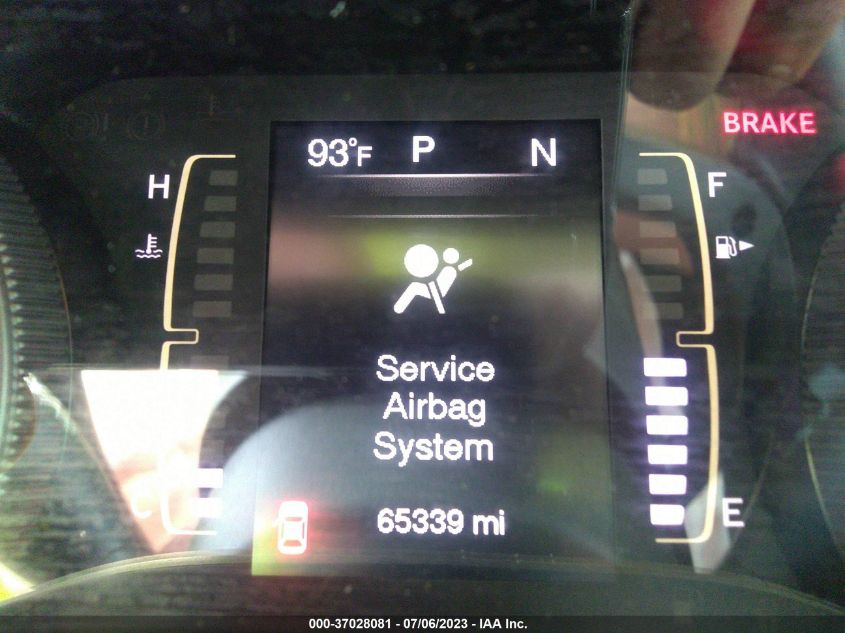 93°F P N
BRAKE
H
F
Service
Airbag
System
C
E
65339 mi
000-37028081 - 07/06/2023 - IAA Inc.